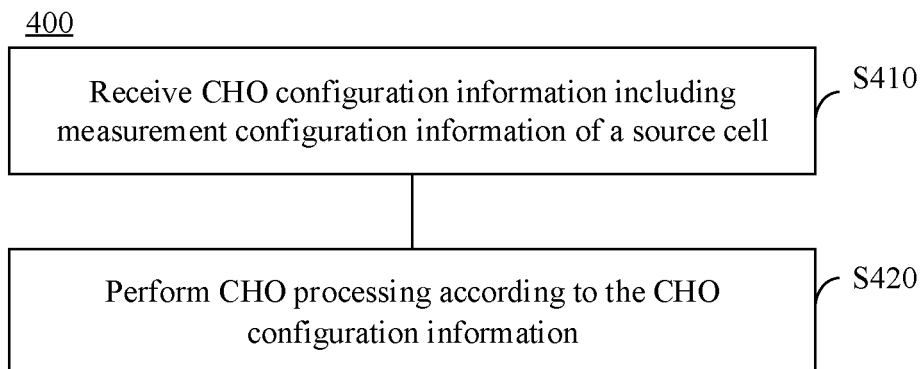 400
Receive CHO configuration information including
measurement configuration information of a source cell
S410
Perform CHO processing according to the CHO
configuration information
S420